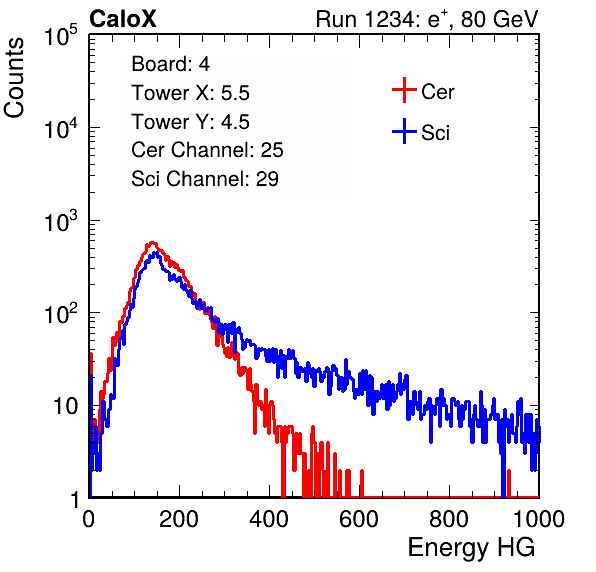 CaloX Run 1234: e⁺, 80 GeV
Board: 4
Tower X: 5.5
Tower Y: 4.5
Cer Channel: 25
Sci Channel: 29
Cer
Sci
Counts
10⁵
10⁴
10³
10²
10
1
0 200 400 600 800 1000
Energy HG